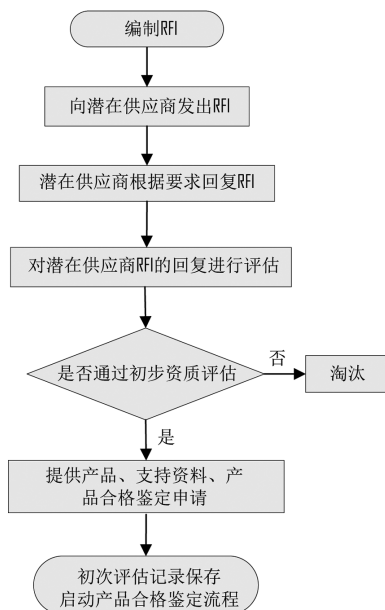 编制RFI
向潜在供应商发出RFI
潜在供应商根据要求回复RFI
对潜在供应商RFI的回复进行评估
是否通过初步资质评估
否
淘汰
是
提供产品、支持资料、产
品合格鉴定申请
初次评估记录保存
启动产品合格鉴定流程